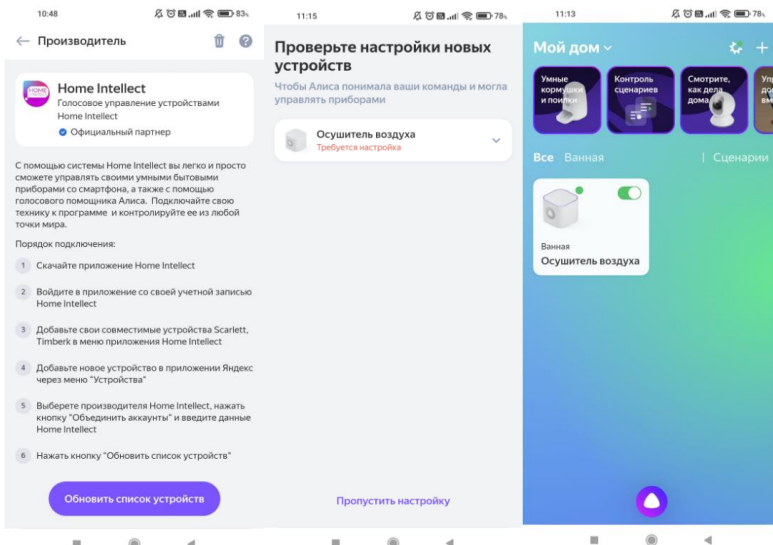 10:48
83
Производитель
HOME
Home Intellect
Голосовое управление устройствами
Home Intellect
Официальный партнер
С помощью системы Home Intellect вы легко и просто
сможете управлять своими умными бытовыми
приборами со смартфона, а также с помощью
голосового помощника Алиса. Подключайте свою
технику к программе и контролируйте ее из любой
точки мира.
Порядок подключения:
1 Скачайте приложение Home Intellect
2 Войдите в приложение со своей учетной записью
Home Intellect
3 Добавьте свои совместимые устройства Scarlett,
Timberk в меню приложения Home Intellect
4 Добавьте новое устройство в приложении Яндекс
через меню "Устройства"
5 Выберете производителя Home Intellect, нажать
кнопку "Объединить аккаунты" и введите данные
Home Intellect
6 Нажать кнопку "Обновить список устройств"
Обновить список устройств
11:15
78
Проверьте настройки новых
устройств
Чтобы Алиса понимала ваши команды и могла
управлять приборами
Осушитель воздуха
Требуется настройка
Пропустить настройку
11:13
78
Мой дом
Умные
кормушки
и поилки
Контроль
сценариев
Смотрите,
как дела
дома
Упр
до
вм
Все Ванная | Сценарии
Ванная
Осушитель воздуха